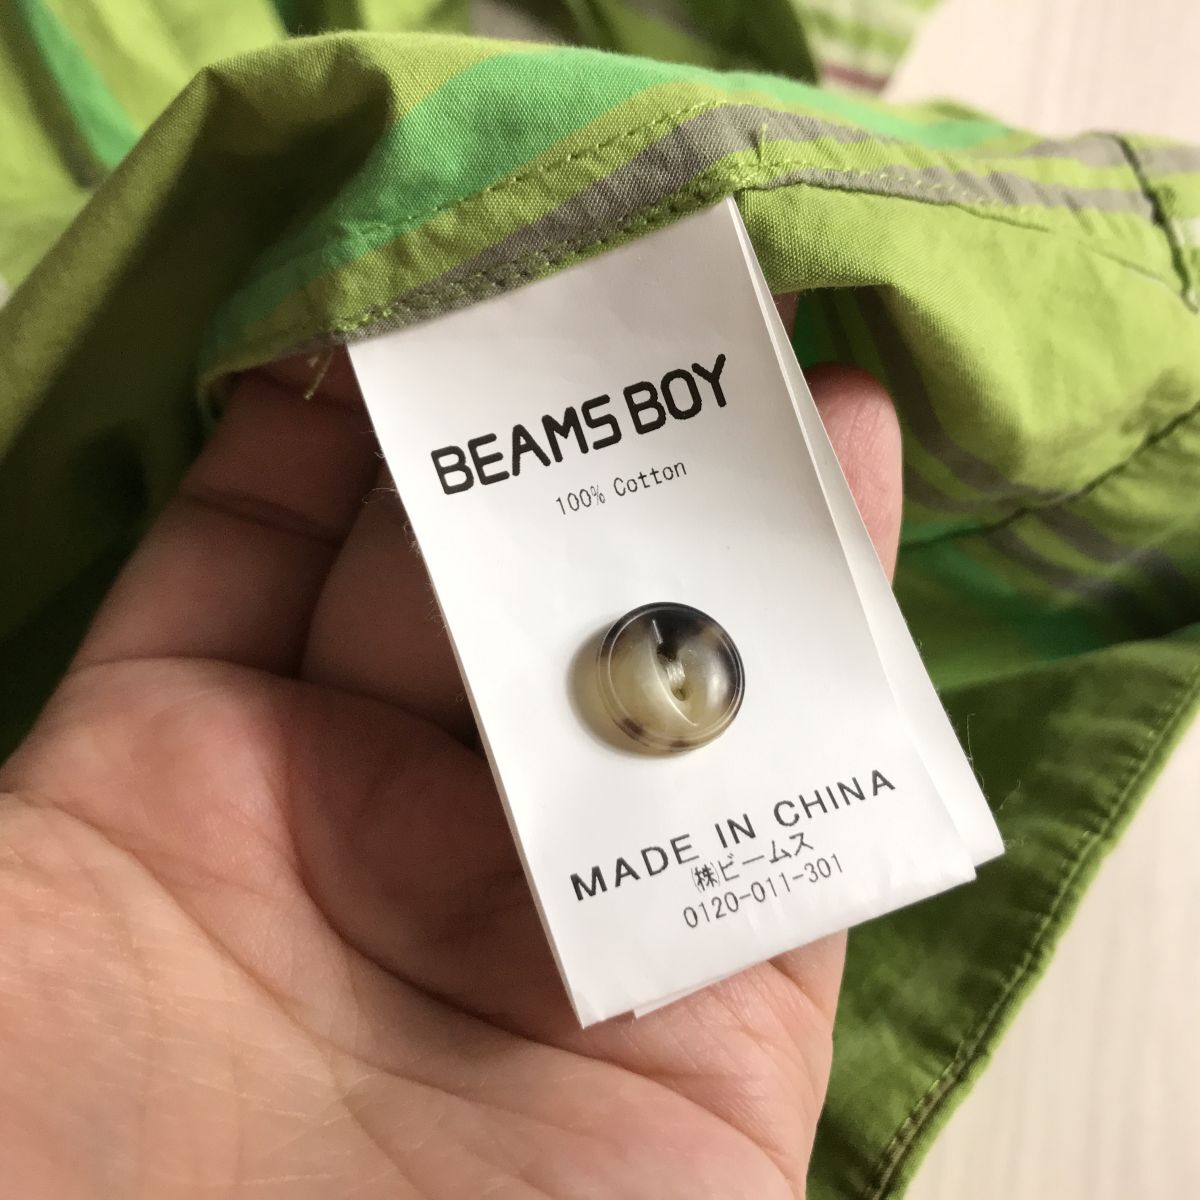 BEAMS BOY
100% Cotton
MADE IN CHINA
㈱ビームス
0120-011-301